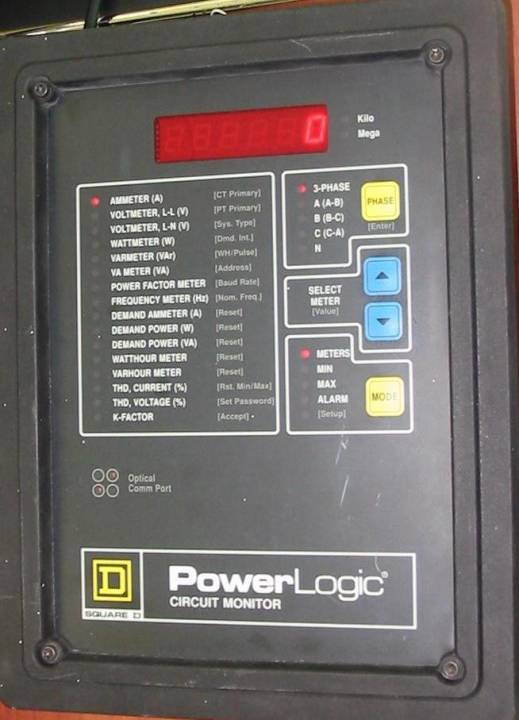 0
Kilo
Mega
AMMETER (A) [CT Primary]
VOLTMETER, L-L (V) [PT Primary]
VOLTMETER, L-N (V) [Sys. Type]
WATTMETER (W) [Dmd. Int.]
VARMETER (VAr) [WH/Pulse]
VA METER (VA) [Address]
POWER FACTOR METER [Baud Rate]
FREQUENCY METER (Hz) [Nom. Freq.]
DEMAND AMMETER (A) [Reset]
DEMAND POWER (W) [Reset]
DEMAND POWER (VA) [Reset]
WATTHOUR METER [Reset]
VARHOUR METER [Reset]
THD, CURRENT (%) [Rst. Min/Max]
THD, VOLTAGE (%) [Set Password]
K-FACTOR [Accept]
3-PHASE
A (A-B)
B (B-C)
C (C-A)
N
PHASE
[Enter]
SELECT
METER
[Value]
METERS
MIN
MAX
ALARM
[Setup]
MODE
Optical
Comm Port
D
SQUARE D
PowerLogic®
CIRCUIT MONITOR